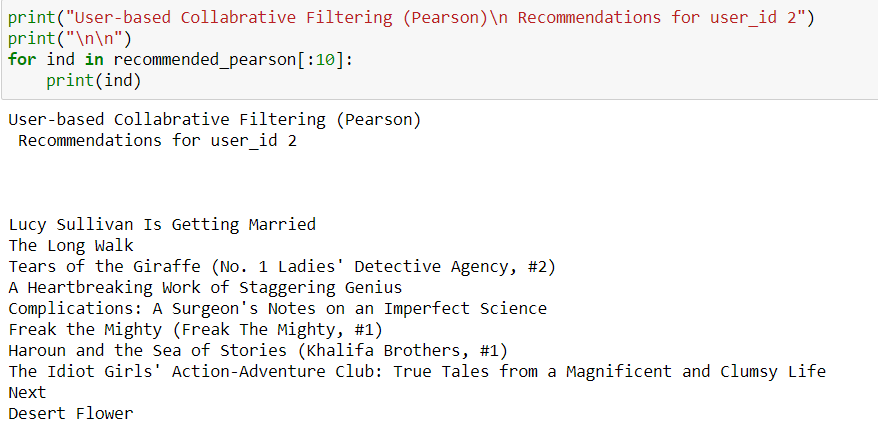 print("User-based Collabrative Filtering (Pearson)\n Recommendations for user_id 2")
print("\n\n")
for ind in recommended_pearson[:10]:
    print(ind)
User-based Collabrative Filtering (Pearson)
 Recommendations for user_id 2
Lucy Sullivan Is Getting Married
The Long Walk
Tears of the Giraffe (No. 1 Ladies' Detective Agency, #2)
A Heartbreaking Work of Staggering Genius
Complications: A Surgeon's Notes on an Imperfect Science
Freak the Mighty (Freak The Mighty, #1)
Haroun and the Sea of Stories (Khalifa Brothers, #1)
The Idiot Girls' Action-Adventure Club: True Tales from a Magnificent and Clumsy Life
Next
Desert Flower